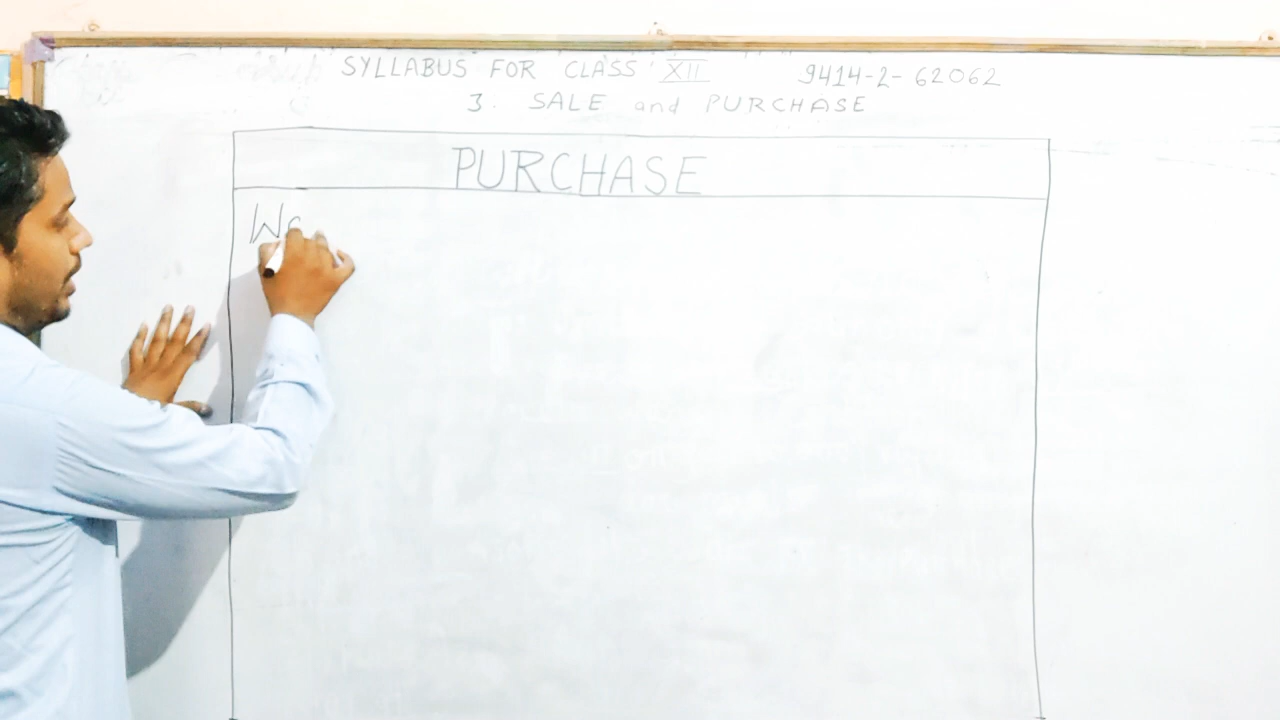 SYLLABUS FOR CLASS XII 9414-2-62062
3. SALE and PURCHASE
PURCHASE